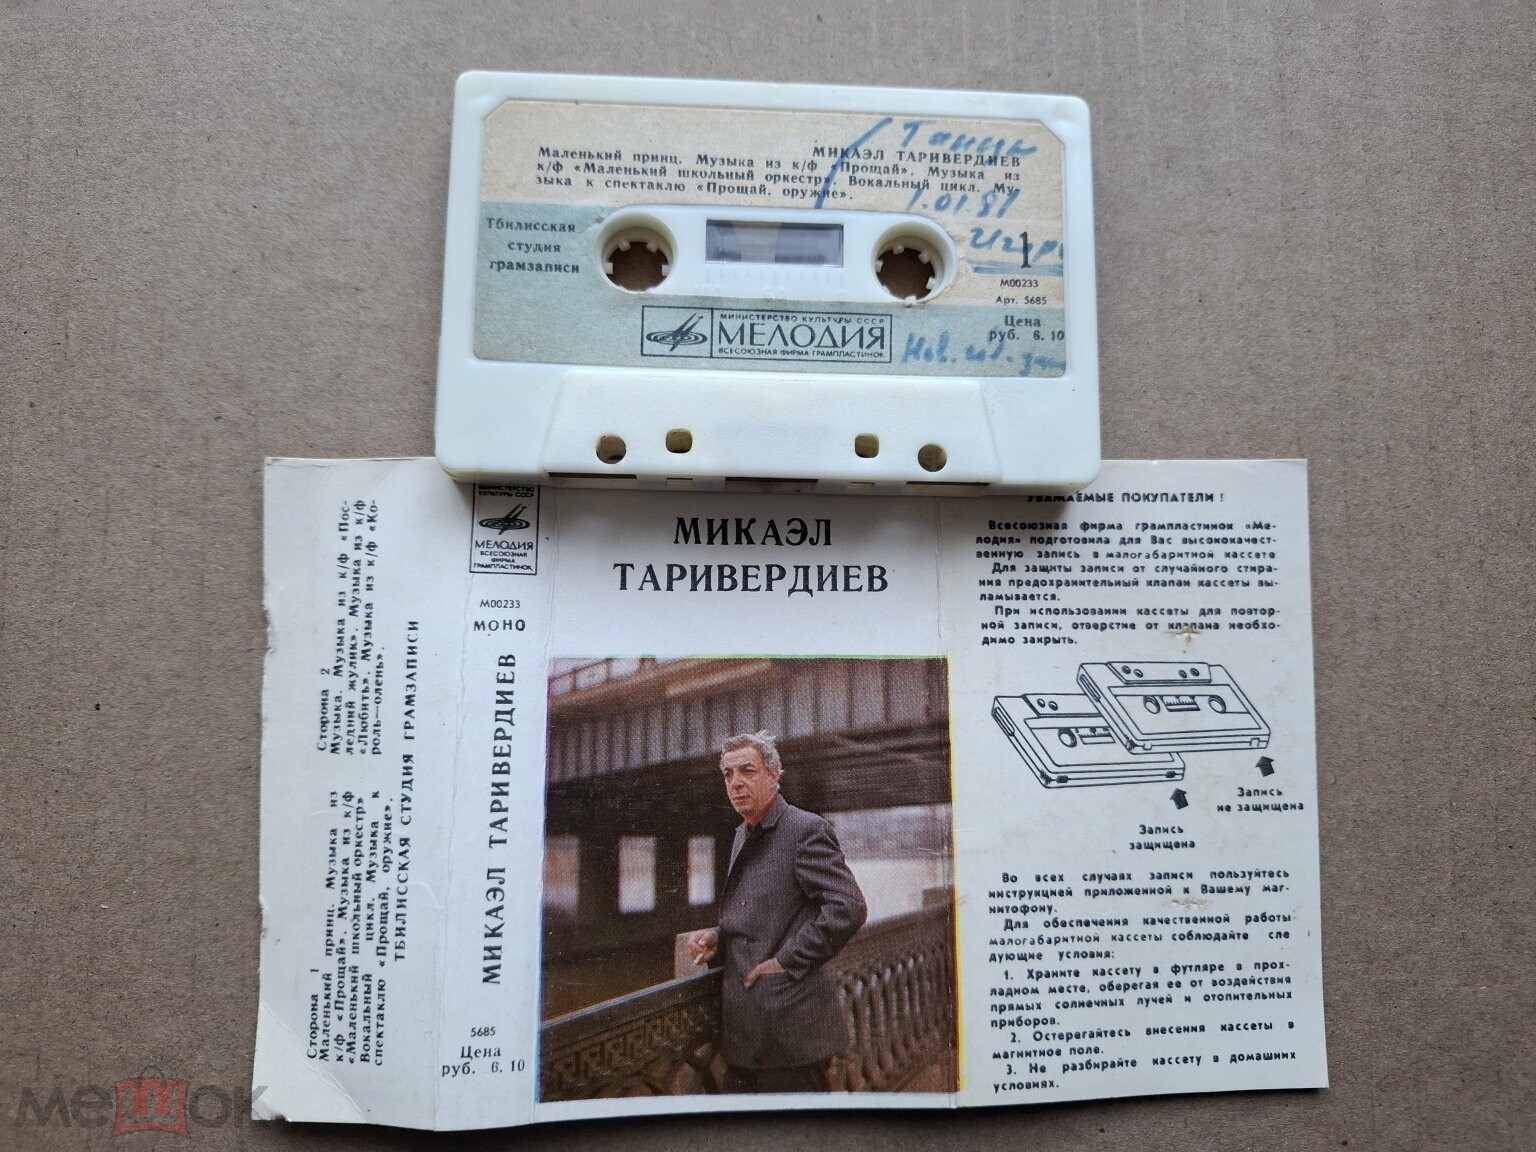 МИКАЭЛ ТАРИВЕРДИЕВ
Маленький принц. Музыка из к/ф «Прощай». Музыка из
к/ф «Маленький школьный оркестр». Вокальный цикл. Му-
зыка к спектаклю «Прощай, оружие».
Танцы
1.01.81
Тбилисская
студия
грамзаписи
1
М00233
Арт. 5685
Цена
руб. 6. 10
МИНИСТЕРСТВО КУЛЬТУРЫ СССР
МЕЛОДИЯ
ВСЕСОЮЗНАЯ ФИРМА ГРАМПЛАСТИНОК
Нов. год.
Сторона 1
Маленький принц. Музыка из
к/ф «Прощай». Музыка из к/ф
«Маленький школьный оркестр»
Вокальный цикл. Музыка к
спектаклю «Прощай, оружие».
Сторона 2
Музыка. Музыка из к/ф «Пос-
ледний жулик». Музыка из к/ф
«Любить». Музыка из к/ф «Ко-
роль—олень».
ТБИЛИССКАЯ СТУДИЯ ГРАМЗАПИСИ
МИНИСТЕРСТВО
КУЛЬТУРЫ СССР
МЕЛОДИЯ
ВСЕСОЮЗНАЯ
ФИРМА
ГРАМПЛАСТИНОК
М00233
МОНО
МИКАЭЛ ТАРИВЕРДИЕВ
5685
Цена
руб. 6. 10
МИКАЭЛ
ТАРИВЕРДИЕВ
УВАЖАЕМЫЕ ПОКУПАТЕЛИ !
Всесоюзная фирма грампластинок «Ме-
лодия» подготовила для Вас высококачест-
венную запись в малогабаритной кассете
Для защиты записи от случайного стира-
ния предохранительный клапан кассеты вы-
ламывается.
При использовании кассеты для повтор-
ной записи, отверстие от клапана необхо-
димо закрыть.
Запись
не защищена
Запись
защищена
Во всех случаях записи пользуйтесь
инструкцией приложенной к Вашему маг-
нитофону.
Для обеспечения качественной работы
малогабаритной кассеты соблюдайте сле
дующие условия:
1. Храните кассету в футляре в прох-
ладном месте, оберегая ее от воздействия
прямых солнечных лучей и отопительных
приборов.
2. Остерегайтесь внесения кассеты в
магнитное поле.
3. Не разбирайте кассету в домашних
условиях.
мешок